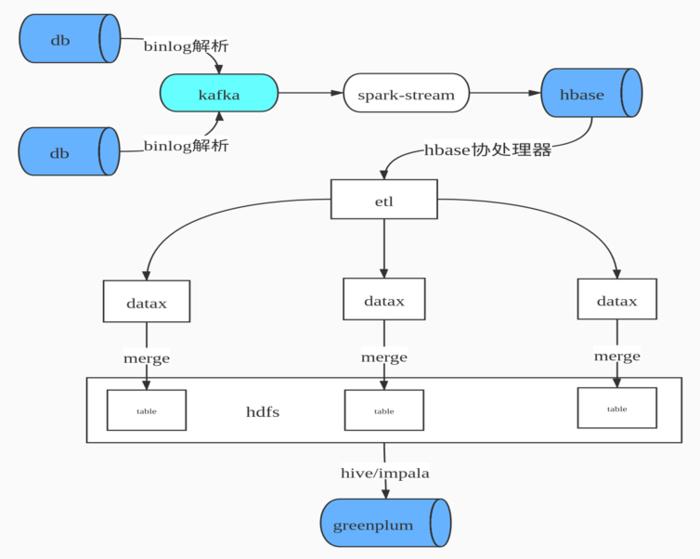 db
binlog解析
kafka
spark-stream
hbase
db
binlog解析
hbase协处理器
etl
datax
datax
datax
merge
merge
merge
table
hdfs
table
table
hive/impala
greenplum